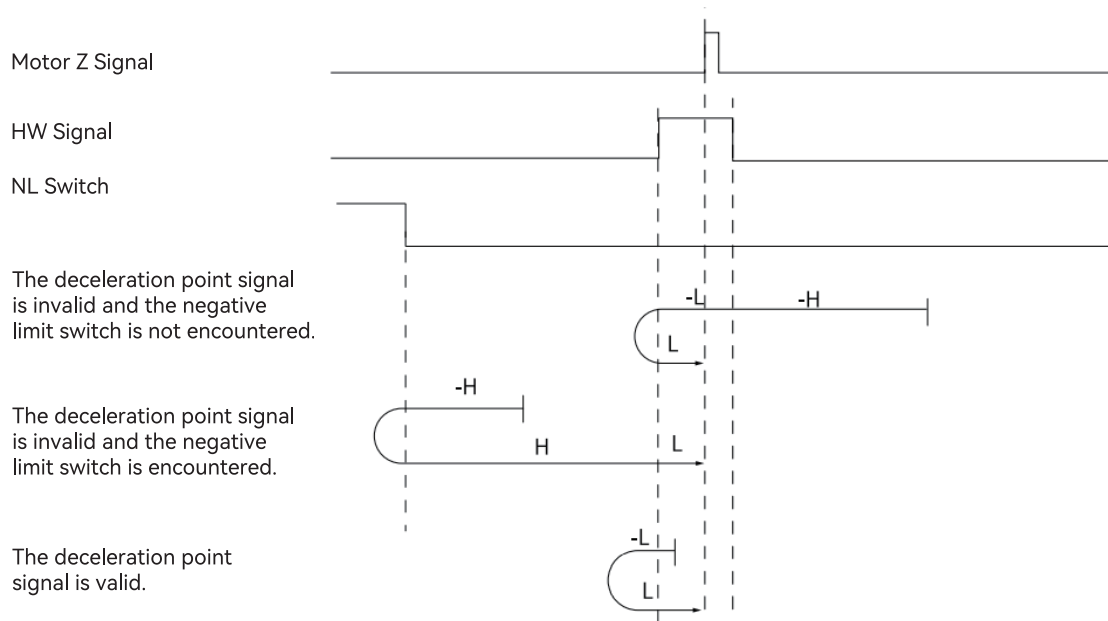 Motor Z Signal
HW Signal
NL Switch
The deceleration point signal
is invalid and the negative
limit switch is not encountered.
-L
-H
L
The deceleration point signal
is invalid and the negative
limit switch is encountered.
-H
H
L
The deceleration point
signal is valid.
-L
L